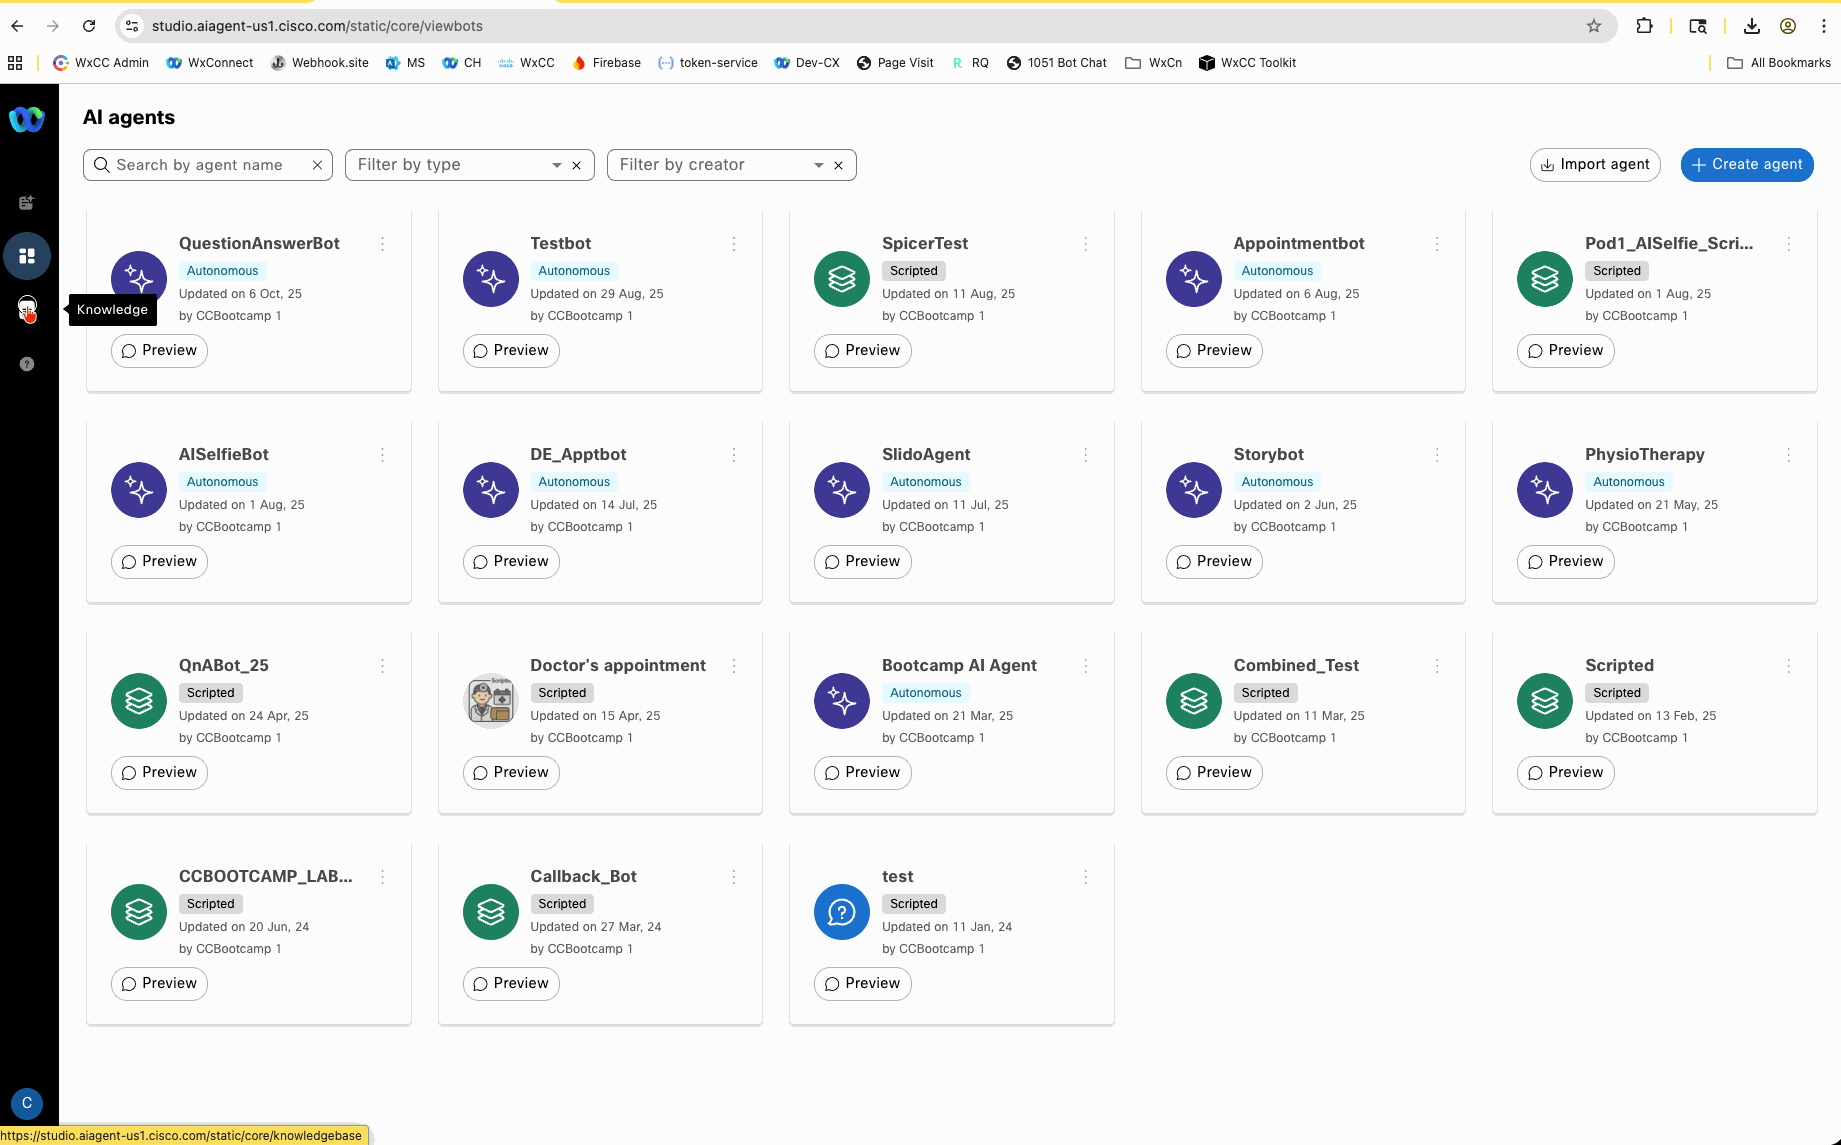 studio.aiagent-us1.cisco.com/static/core/viewbots
WxCC Admin WxConnect Webhook.site MS CH WxCC Firebase token-service Dev-CX Page Visit RQ 1051 Bot Chat WxCn WxCC Toolkit All Bookmarks
AI agents
Search by agent name Filter by type Filter by creator Import agent Create agent
QuestionAnswerBot
Autonomous
Updated on 6 Oct, 25
by CCBootcamp 1
Preview
Testbot
Autonomous
Updated on 29 Aug, 25
by CCBootcamp 1
Preview
SpicerTest
Scripted
Updated on 11 Aug, 25
by CCBootcamp 1
Preview
Appointmentbot
Autonomous
Updated on 6 Aug, 25
by CCBootcamp 1
Preview
Pod1_AISelfie_Scri...
Scripted
Updated on 1 Aug, 25
by CCBootcamp 1
Preview
Knowledge
AISelfieBot
Autonomous
Updated on 1 Aug, 25
by CCBootcamp 1
Preview
DE_Apptbot
Autonomous
Updated on 14 Jul, 25
by CCBootcamp 1
Preview
SlidoAgent
Autonomous
Updated on 11 Jul, 25
by CCBootcamp 1
Preview
Storybot
Autonomous
Updated on 2 Jun, 25
by CCBootcamp 1
Preview
PhysioTherapy
Autonomous
Updated on 21 May, 25
by CCBootcamp 1
Preview
QnABot_25
Scripted
Updated on 24 Apr, 25
by CCBootcamp 1
Preview
Doctor's appointment
Scripted
Updated on 15 Apr, 25
by CCBootcamp 1
Preview
Bootcamp AI Agent
Autonomous
Updated on 21 Mar, 25
by CCBootcamp 1
Preview
Combined_Test
Scripted
Updated on 11 Mar, 25
by CCBootcamp 1
Preview
Scripted
Scripted
Updated on 13 Feb, 25
by CCBootcamp 1
Preview
CCBOOTCAMP_LAB...
Scripted
Updated on 20 Jun, 24
by CCBootcamp 1
Preview
Callback_Bot
Scripted
Updated on 27 Mar, 24
by CCBootcamp 1
Preview
test
Scripted
Updated on 11 Jan, 24
by CCBootcamp 1
Preview
C
https://studio.aiagent-us1.cisco.com/static/core/knowledgebase